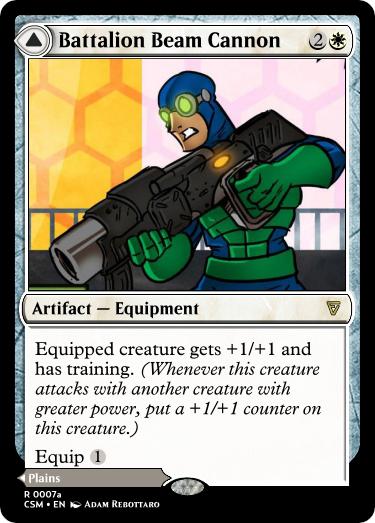 Battalion Beam Cannon 2
Artifact — Equipment
Equipped creature gets +1/+1 and
has training. (Whenever this creature
attacks with another creature with
greater power, put a +1/+1 counter on
this creature.)
Equip 1
Plains
R 0007a
CSM • EN Adam Rebottaro